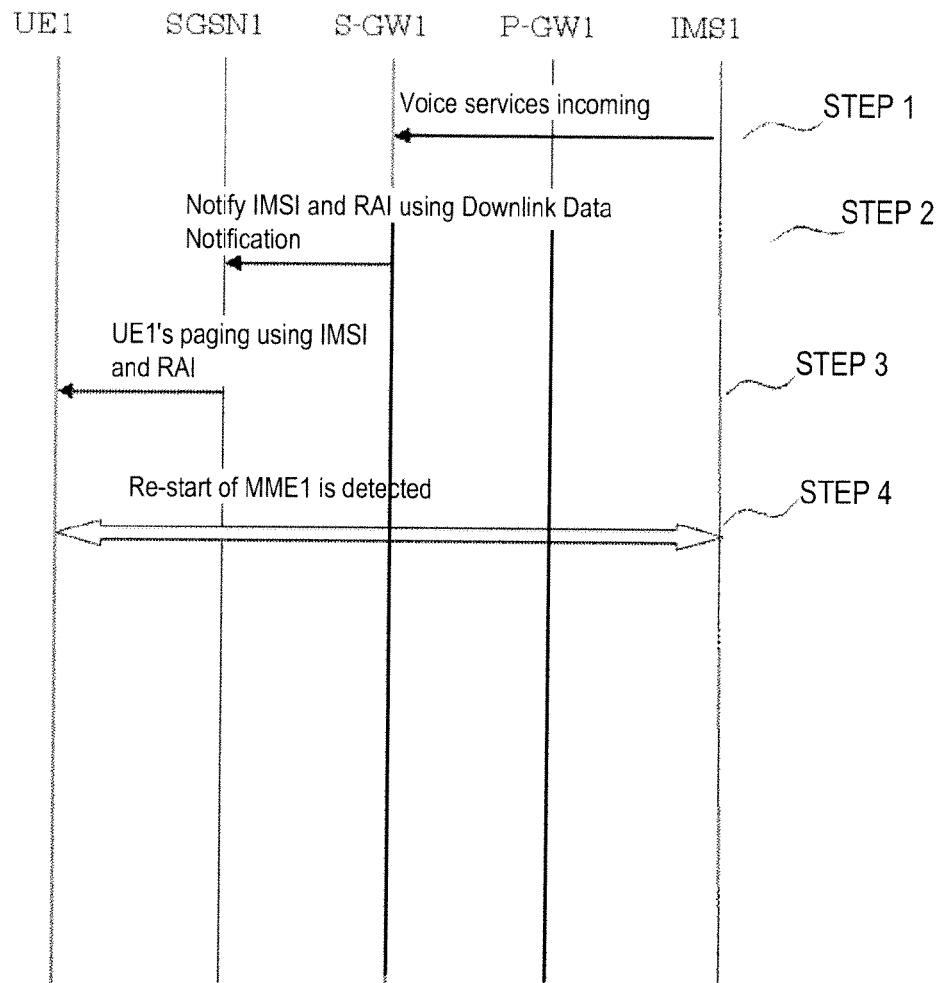 UE1 SGSN1 S-GW1 P-GW1 IMS1
Voice services incoming
STEP 1
Notify IMSI and RAI using Downlink Data
Notification
STEP 2
UE1's paging using IMSI
and RAI
STEP 3
Re-start of MME1 is detected
STEP 4